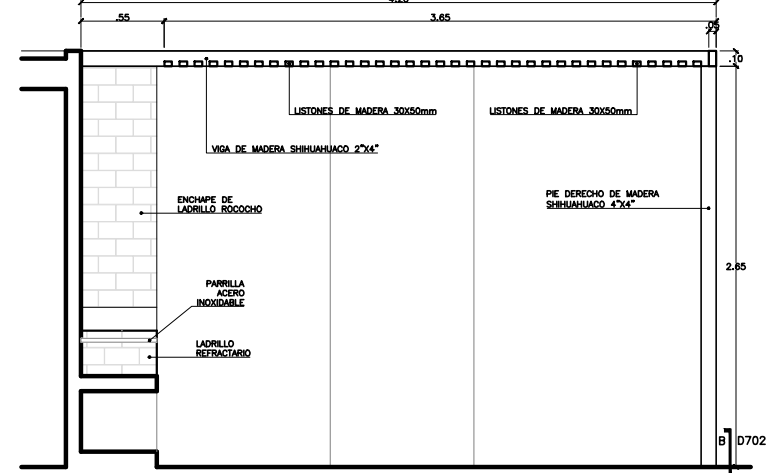 4.20
.55
3.65
.05
.10
LISTONES DE MADERA 30X50mm
LISTONES DE MADERA 30X50mm
VIGA DE MADERA SHIHUAHUACO 2"X4"
ENCHAPE DE
LADRILLO ROCOCHO
PIE DERECHO DE MADERA
SHIHUAHUACO 4"X4"
2.65
PARRILLA
ACERO
INOXIDABLE
LADRILLO
REFRACTARIO
B D702